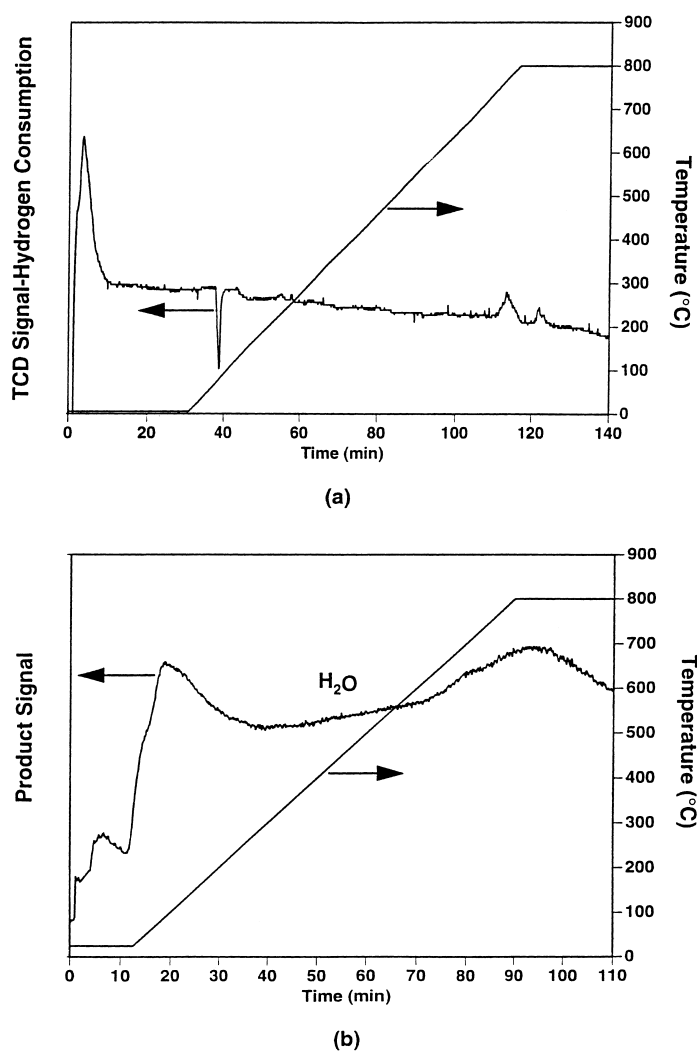 TCD Signal-Hydrogen Consumption
900
800
700
600
500
400
300
200
100
0
Temperature (°C)
0 20 40 60 80 100 120 140
Time (min)
(a)
Product Signal
H2O
900
800
700
600
500
400
300
200
100
0
Temperature (°C)
0 10 20 30 40 50 60 70 80 90 100 110
Time (min)
(b)